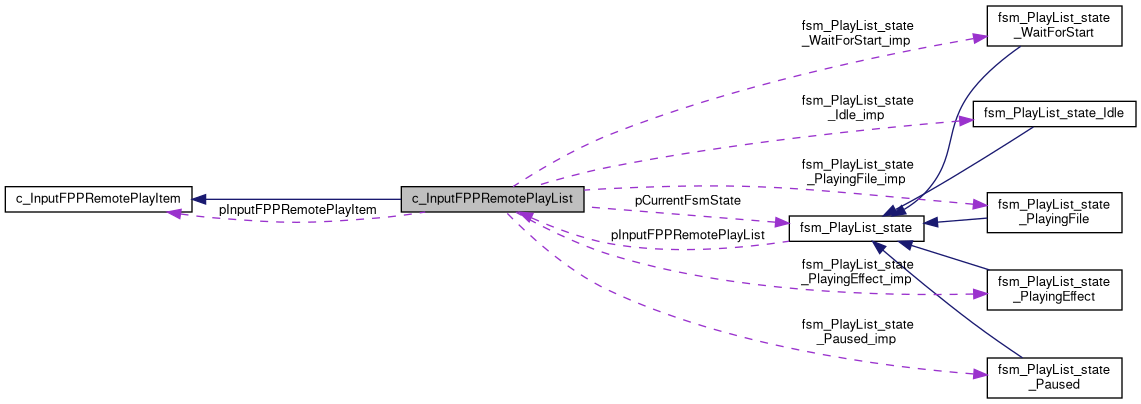 fsm_PlayList_state
_WaitForStart_imp
fsm_PlayList_state
_WaitForStart
fsm_PlayList_state
_Idle_imp
fsm_PlayList_state_Idle
fsm_PlayList_state
_PlayingFile_imp
c_InputFPPRemotePlayItem
pInputFPPRemotePlayItem
c_InputFPPRemotePlayList
pCurrentFsmState
fsm_PlayList_state
_PlayingFile
pInputFPPRemotePlayList
fsm_PlayList_state
fsm_PlayList_state
_PlayingEffect_imp
fsm_PlayList_state
_PlayingEffect
fsm_PlayList_state
_Paused_imp
fsm_PlayList_state
_Paused